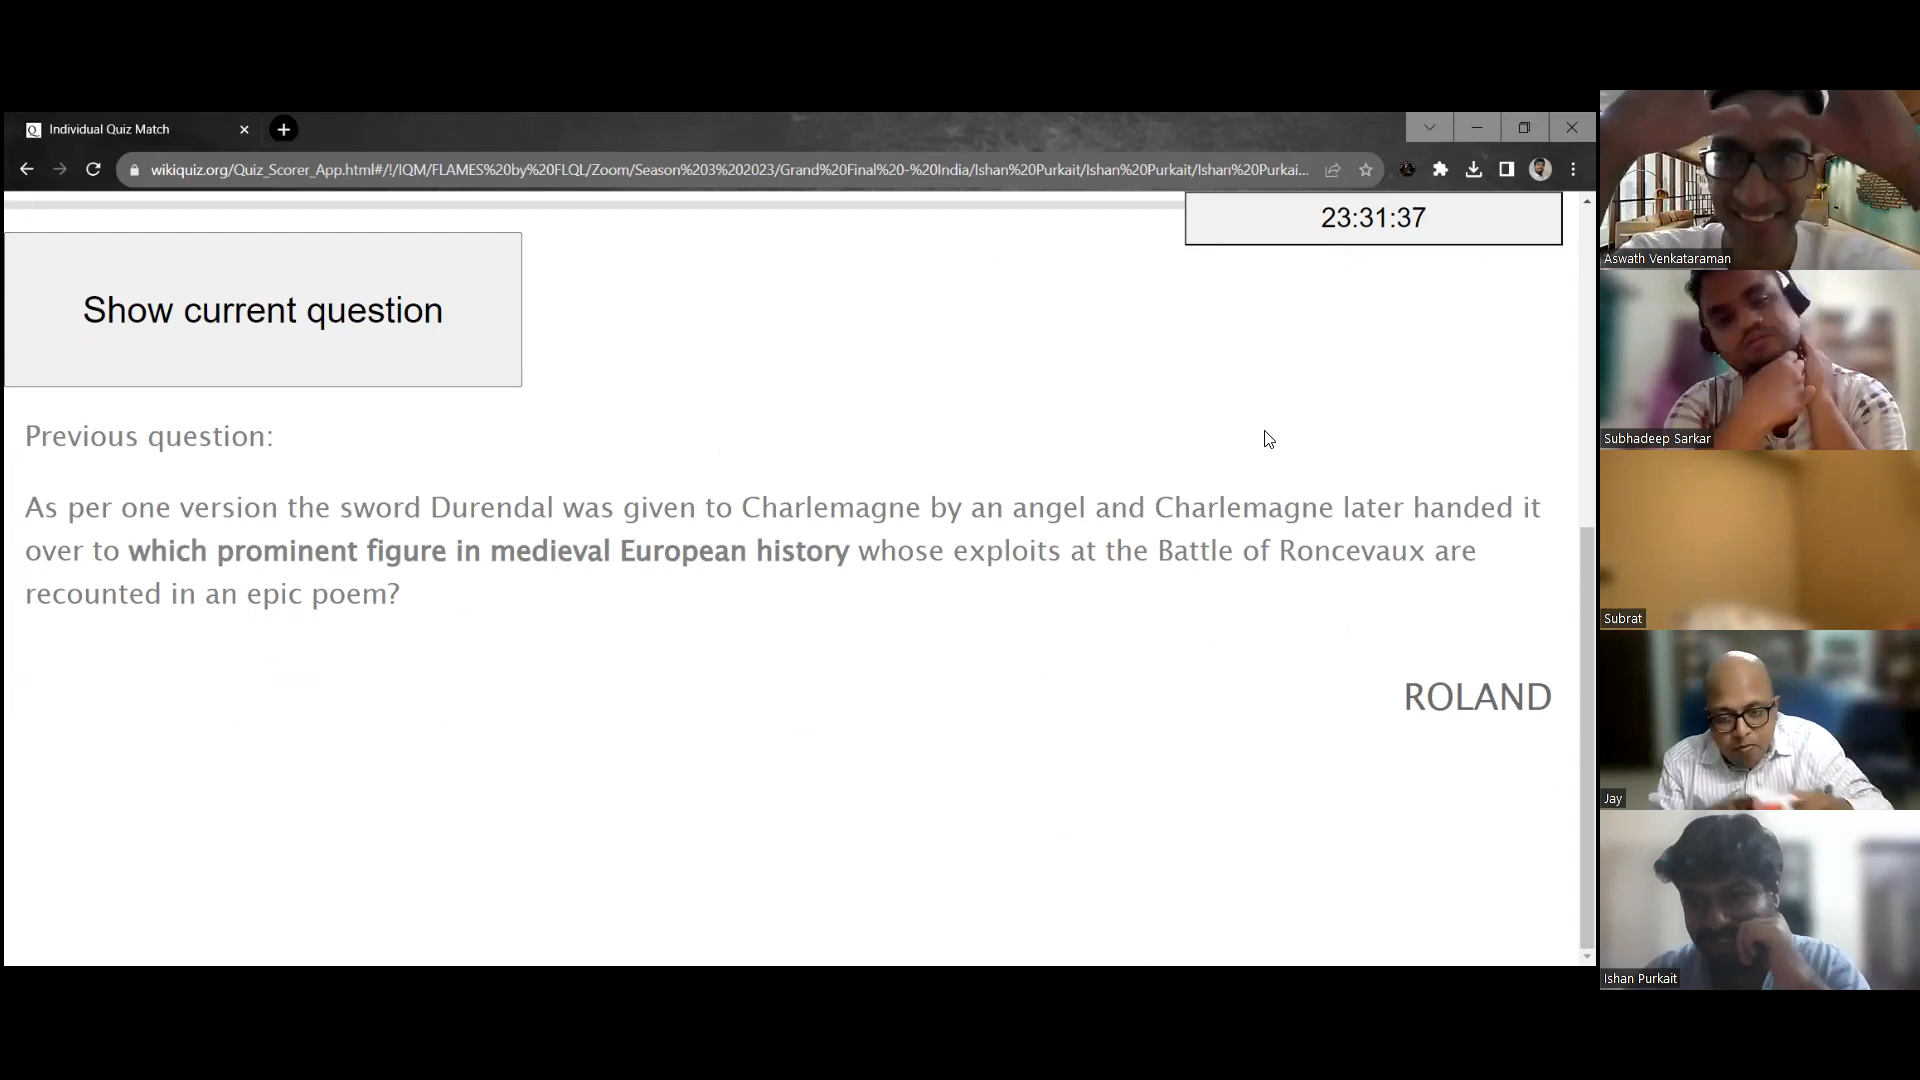 Individual Quiz Match
wikiquiz.org/Quiz_Scorer_App.html#/!/IQM/FLAMES%20by%20FLQL/Zoom/Season%203%202023/Grand%20Final%20-%20India/Ishan%20Purkait/Ishan%20Purkait/Ishan%20Purkai...
23:31:37
Show current question
Previous question:
As per one version the sword Durendal was given to Charlemagne by an angel and Charlemagne later handed it
over to which prominent figure in medieval European history whose exploits at the Battle of Roncevaux are
recounted in an epic poem?
ROLAND
Aswath Venkataraman
Subhadeep Sarkar
Subrat
Jay
Ishan Purkait